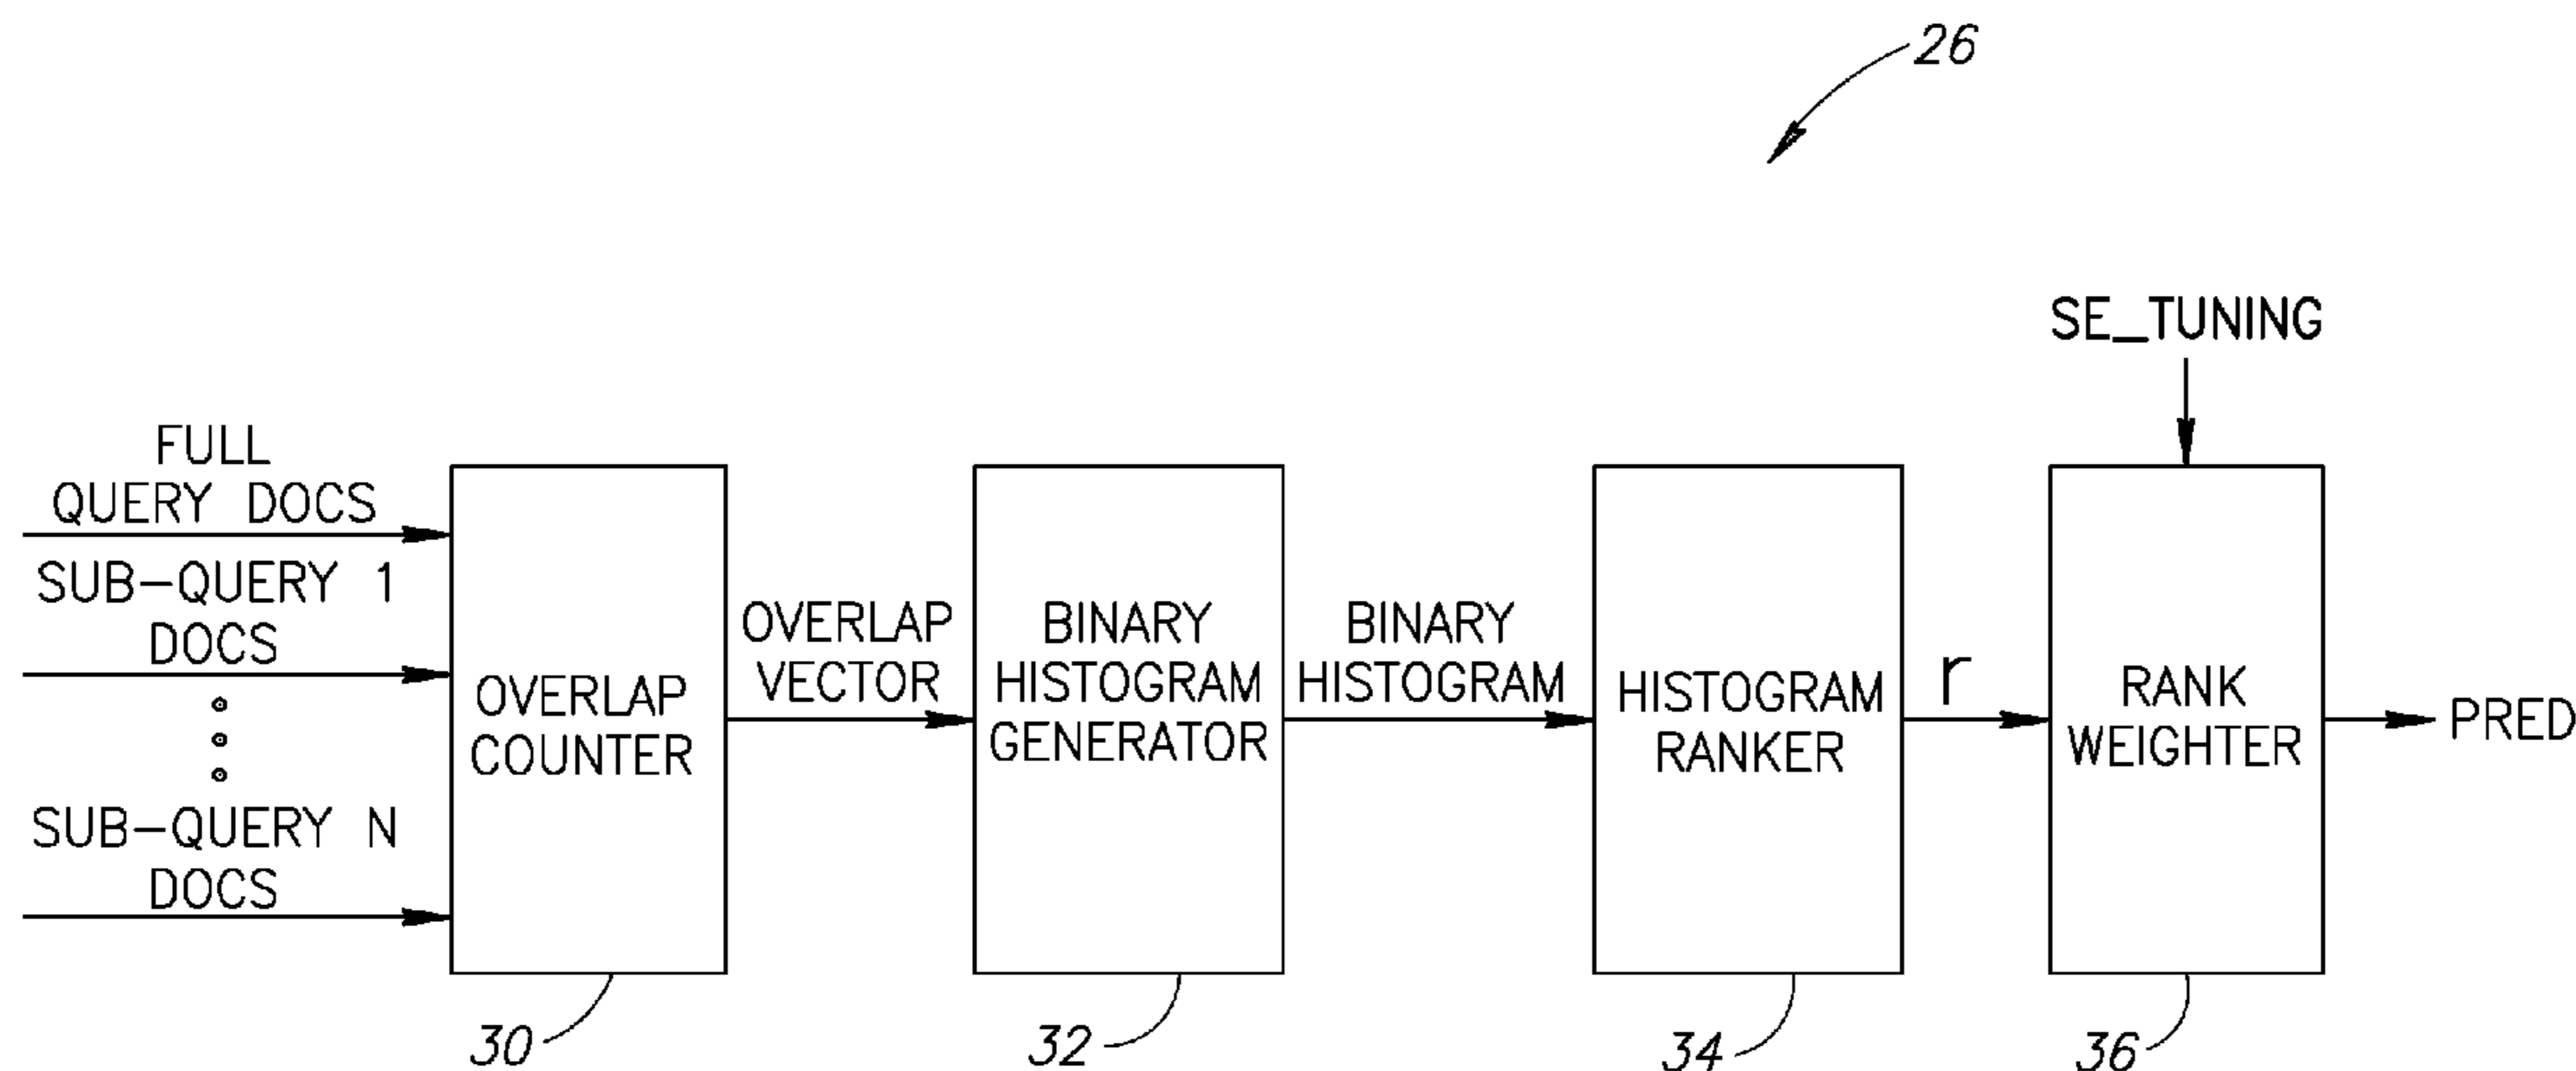 26
SE_TUNING
FULL
QUERY DOCS
SUB-QUERY 1
DOCS
SUB-QUERY N
DOCS
OVERLAP
COUNTER
OVERLAP
VECTOR
BINARY
HISTOGRAM
GENERATOR
BINARY
HISTOGRAM
HISTOGRAM
RANKER
r
RANK
WEIGHTER
PRED
30
32
34
36